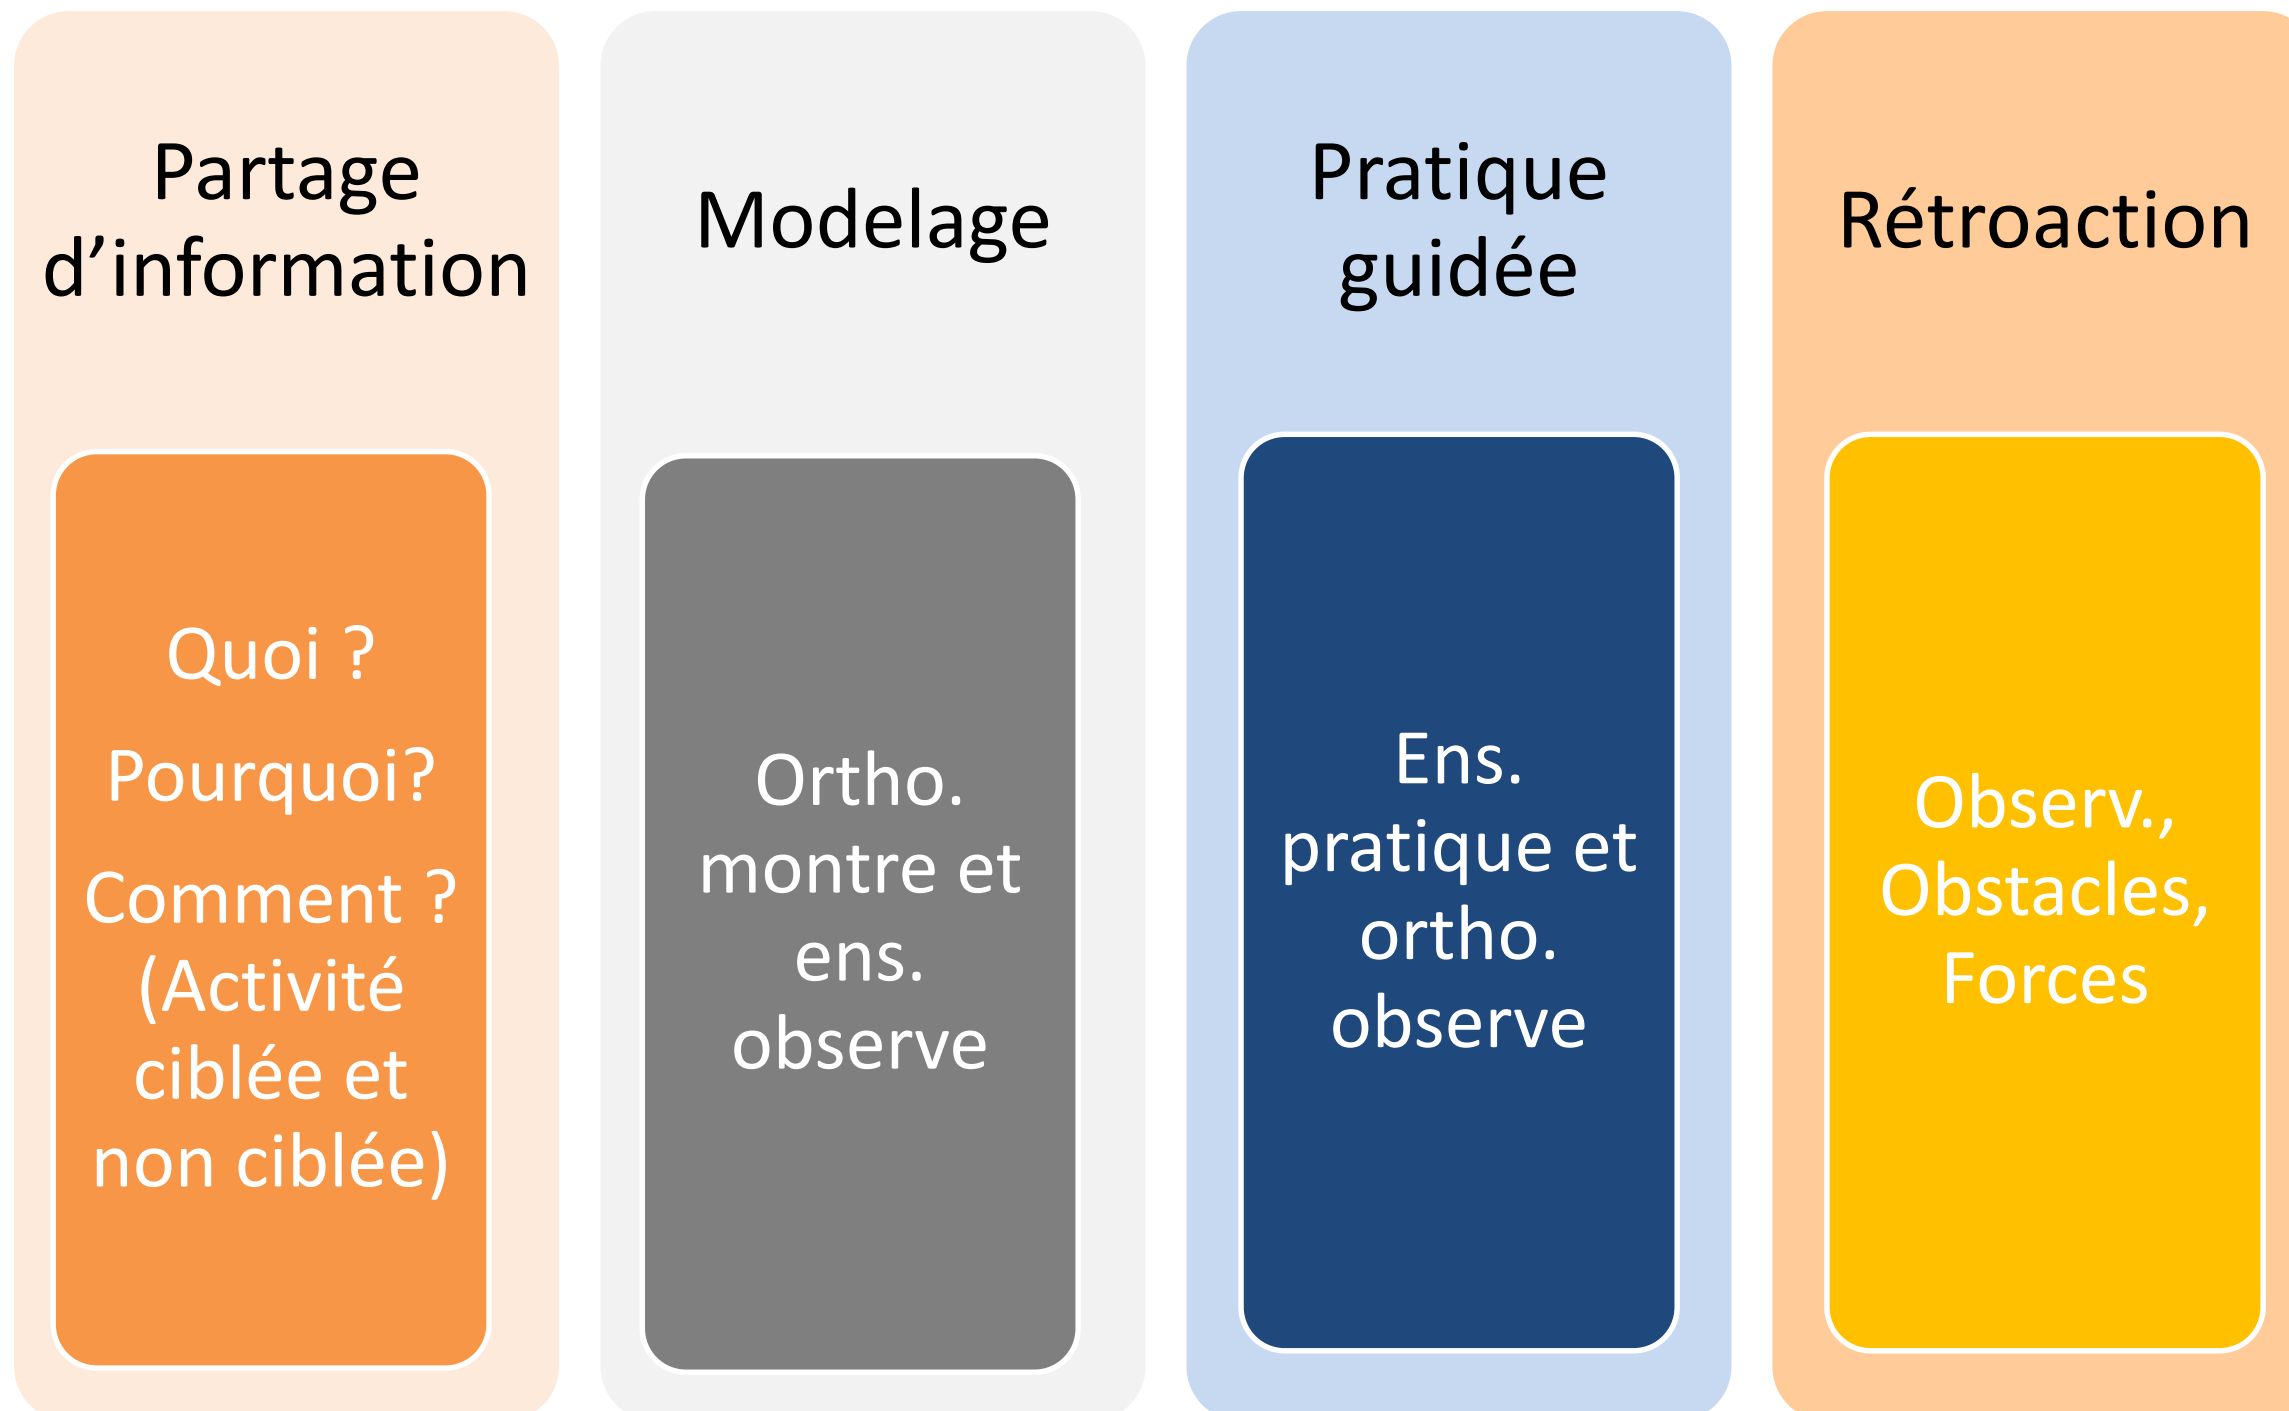 Partage
d’information
Quoi ?
Pourquoi?
Comment ?
(Activité
ciblée et
non ciblée)
Modelage
Ortho.
montre et
ens.
observe
Pratique
guidée
Ens.
pratique et
ortho.
observe
Rétroaction
Observ.,
Obstacles,
Forces